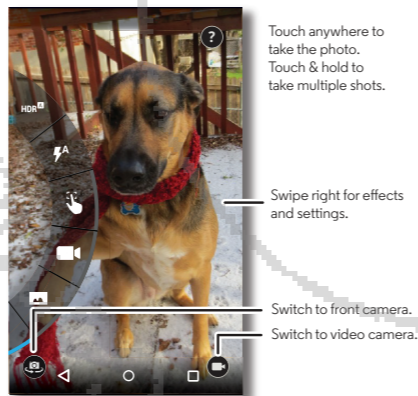 ?
HDR A
A
Touch anywhere to
take the photo.
Touch & hold to
take multiple shots.
Swipe right for effects
and settings.
Switch to front camera.
Switch to video camera.